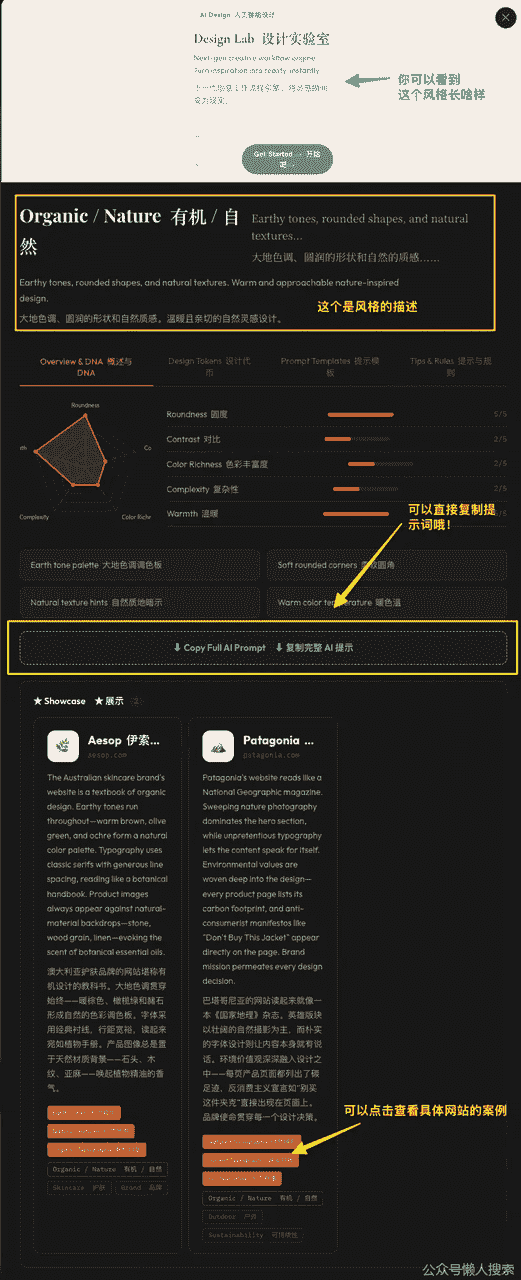 AI Design 人工智能设计
Design Lab 设计实验室
Next-gen creative workflow engine
Turn inspiration into reality instantly
你可以看到
这个风格长啥样
Get Started → 开始
Organic / Nature 有机 / 自
然
Earthy tones, rounded shapes, and natural
textures...
大地色调、圆润的形状和自然的质感……
Earthy tones, rounded shapes, and natural textures. Warm and approachable nature-inspired
design.
大地色调、圆润的形状和自然质感。温暖且亲切的自然灵感设计。
这个是风格的描述
Overview & DNA 概述与
DNA
Design Tokens 设计代
币
Prompt Templates 提示模
板
Tips & Rules 提示与规
则
Roundness
Complexity
Color Richr
Roundness 圆度 5/5
Contrast 对比 2/5
Color Richness 色彩丰富度 2/5
Complexity 复杂性 2/5
Warmth 温暖
可以直接复制提
示词哦！
Earth tone palette 大地色调调色板
Soft rounded corners 柔软圆角
Natural texture hints 自然质地暗示
Warm color temperature 暖色温
⬇ Copy Full AI Prompt ⬇ 复制完整 AI 提示
★ Showcase ★ 展示
Aesop 伊索...
aesop.com
The Australian skincare brand's
website is a textbook of organic
design. Earthy tones run
throughout—warm brown, olive
green, and ochre form a natural
color palette. Typography uses
classic serifs with generous line
spacing, reading like a botanical
handbook. Product images
always appear against natural-
material backdrops—stone,
wood grain, linen—evoking the
scent of botanical essential oils.
澳大利亚护肤品牌的网站堪称有
机设计的教科书。大地色调贯穿
始终——暖棕色、橄榄绿和赭石
形成自然的色彩调色板。字体采
用经典衬线，行距宽裕，读起来
宛如植物手册。产品图像总是置
于天然材质背景——石头、木
纹、亚麻——唤起植物精油的香
气。
Organic / Nature 有机 / 自然
Skincare 护肤
Brand 品牌
Patagonia ...
patagonia.com
Patagonia's website reads like a
National Geographic magazine.
Sweeping nature photography
dominates the hero section,
while unpretentious typography
lets the content speak for itself.
Environmental values are
woven deep into the design—
every product page lists its
carbon footprint, and anti-
consumerist manifestos like
"Don't Buy This Jacket" appear
directly on the page. Brand
mission permeates every design
decision.
巴塔哥尼亚的网站读起来就像一
本《国家地理》杂志。英雄版块
以壮阔的自然摄影为主，而朴实
的字体设计则让内容本身就有说
话。环境价值观深深融入设计之
中——每页产品页面都列出了碳
足迹，反消费主义宣言如“别买
这件夹克”直接出现在页面上。
品牌使命贯穿每一个设计决策。
可以点击查看具体网站的案例
Organic / Nature 有机 / 自然
Outdoor 户外
Sustainability 可持续性
公众号懒人搜索